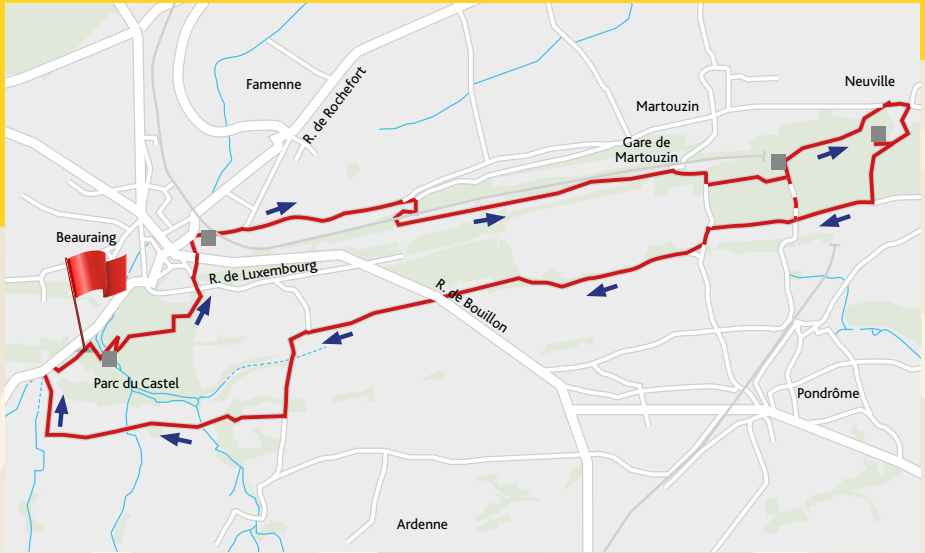 Famenne
R. de Rochefort
Neuville
Martouzin
Gare de
Martouzin
Beauraing
R. de Luxembourg
R. de Bouillon
Parc du Castel
Pondrôme
Ardenne